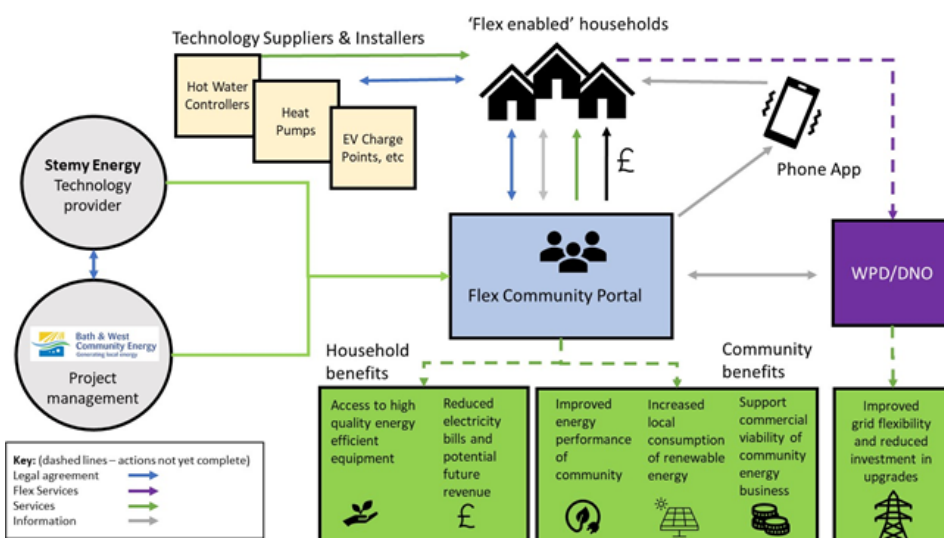 Technology Suppliers & Installers
'Flex enabled' households
Hot Water
Controllers
Heat
Pumps
EV Charge
Points, etc
£
Phone App
Stemy Energy
Technology
provider
Bath & West
Community Energy
Generating local energy
Project
management
Flex Community Portal
WPD/DNO
Household
benefits
Community
benefits
Access to high
quality energy
efficient
equipment
Reduced
electricity
bills and
potential
future
revenue
£
Improved
energy
performance
of
community
Increased
local
consumption
of renewable
energy
Support
commercial
viability of
community
energy
business
Improved
grid flexibility
and reduced
investment in
upgrades
Key: (dashed lines – actions not yet complete)
Legal agreement
Flex Services
Services
Information